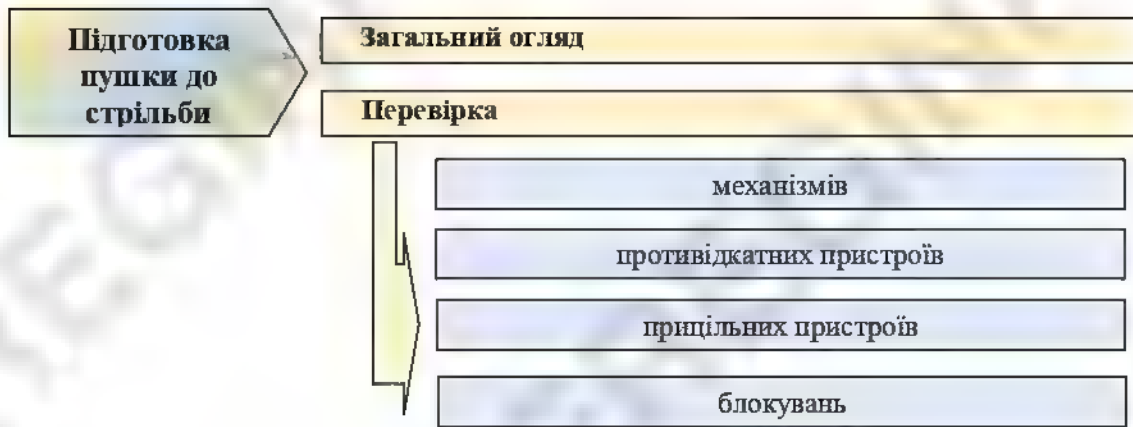 Підготовка
пушки до
стрільби
Загальний огляд
Перевірка
механізмів
противідкатних пристроїв
прицільних пристроїв
блокувань